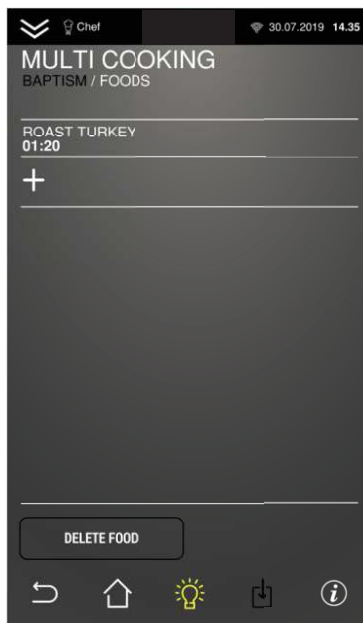 Chef 30.07.2019 14.35
MULTI COOKING
BAPTISM / FOODS
ROAST TURKEY
01:20
DELETE FOOD